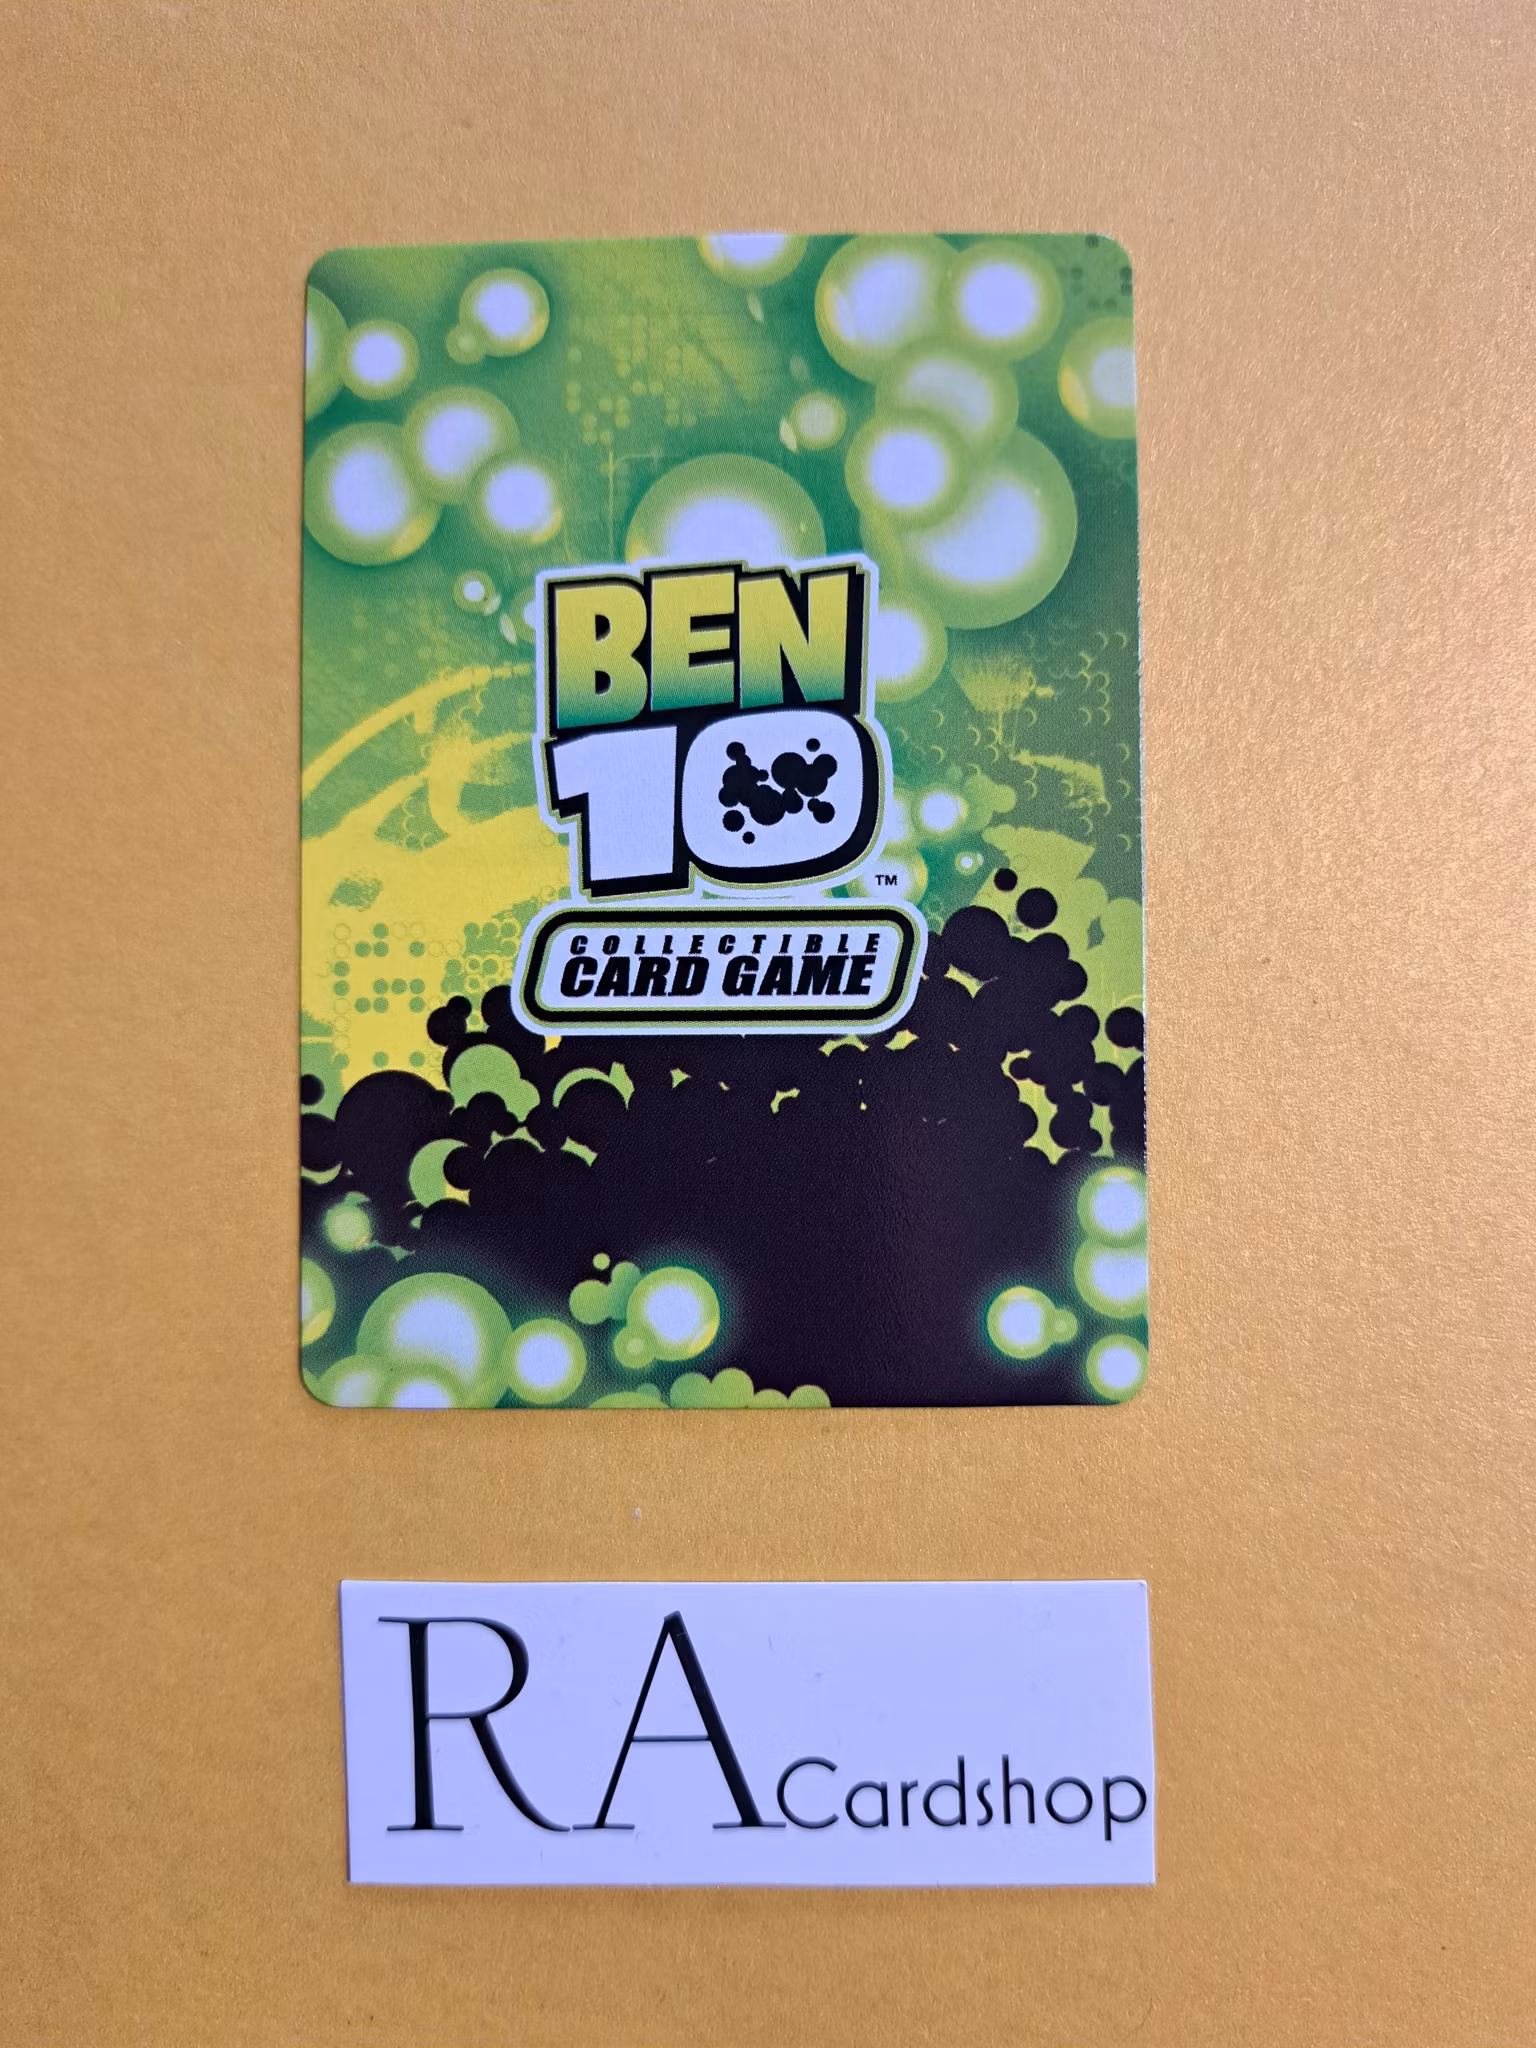 BEN
10
TM
COLLECTIBLE
CARD GAME
RA Cardshop